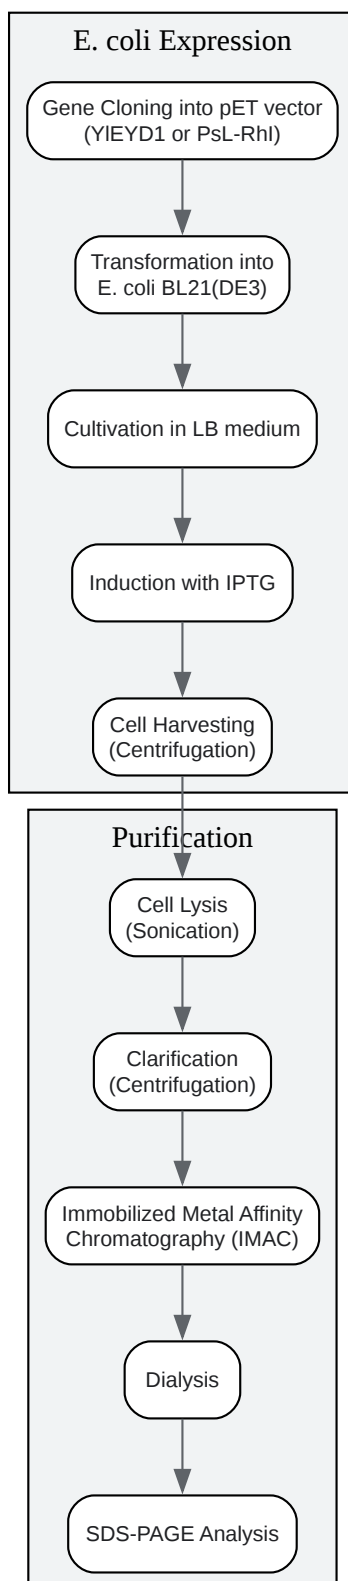 E. coli Expression
Gene Cloning into pET vector
(YlEYD1 or PsL-RhI)
Transformation into
E. coli BL21(DE3)
Cultivation in LB medium
Induction with IPTG
Cell Harvesting
(Centrifugation)
Purification
Cell Lysis
(Sonication)
Clarification
(Centrifugation)
Immobilized Metal Affinity
Chromatography (IMAC)
Dialysis
SDS-PAGE Analysis